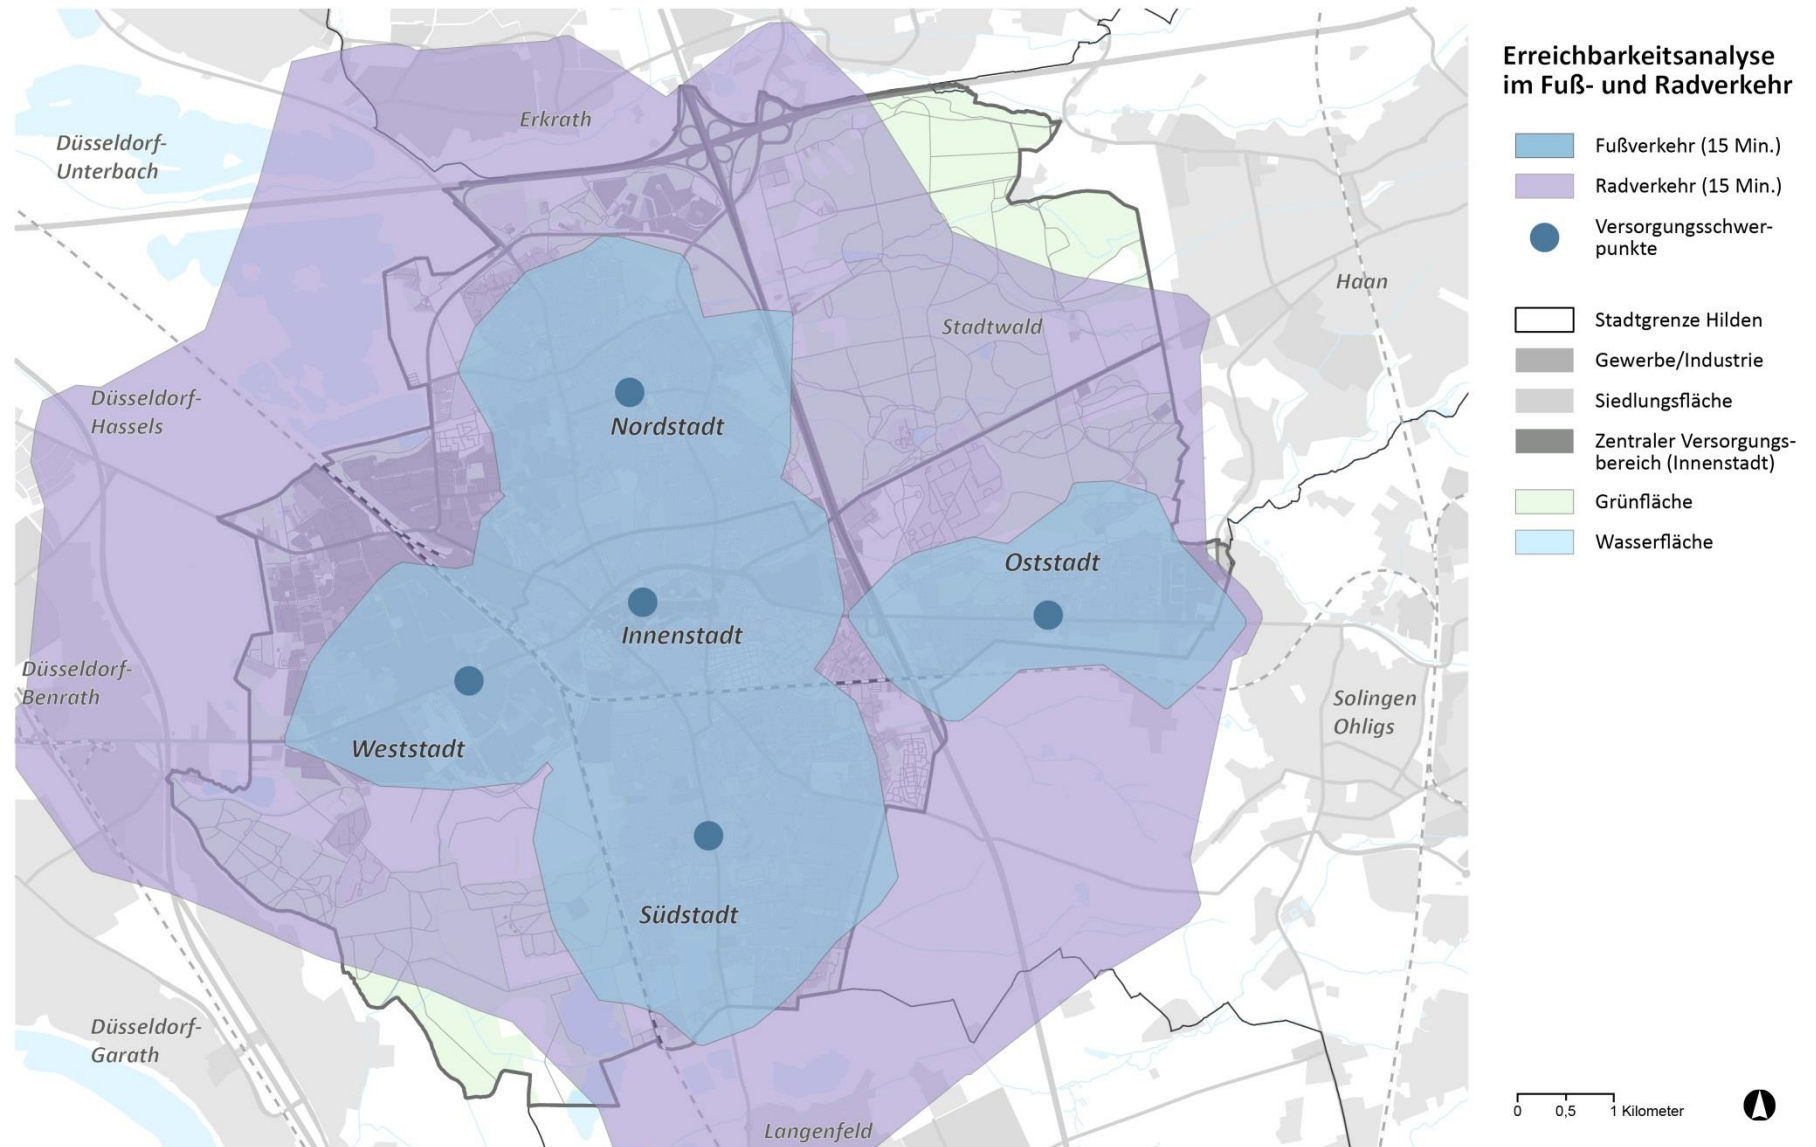 Erreichbarkeitsanalyse
im Fuß- und Radverkehr
Fußverkehr (15 Min.)
Radverkehr (15 Min.)
Versorgungsschwer-
punkte
Stadtgrenze Hilden
Gewerbe/Industrie
Siedlungsfläche
Zentraler Versorgungs-
bereich (Innenstadt)
Grünfläche
Wasserfläche
0 0,5 1 Kilometer
Erkrath
Düsseldorf-
Unterbach
Haan
Stadtwald
Düsseldorf-
Hassels
Nordstadt
Oststadt
Innenstadt
Düsseldorf-
Benrath
Solingen
Ohligs
Weststadt
Südstadt
Düsseldorf-
Garath
Langenfeld